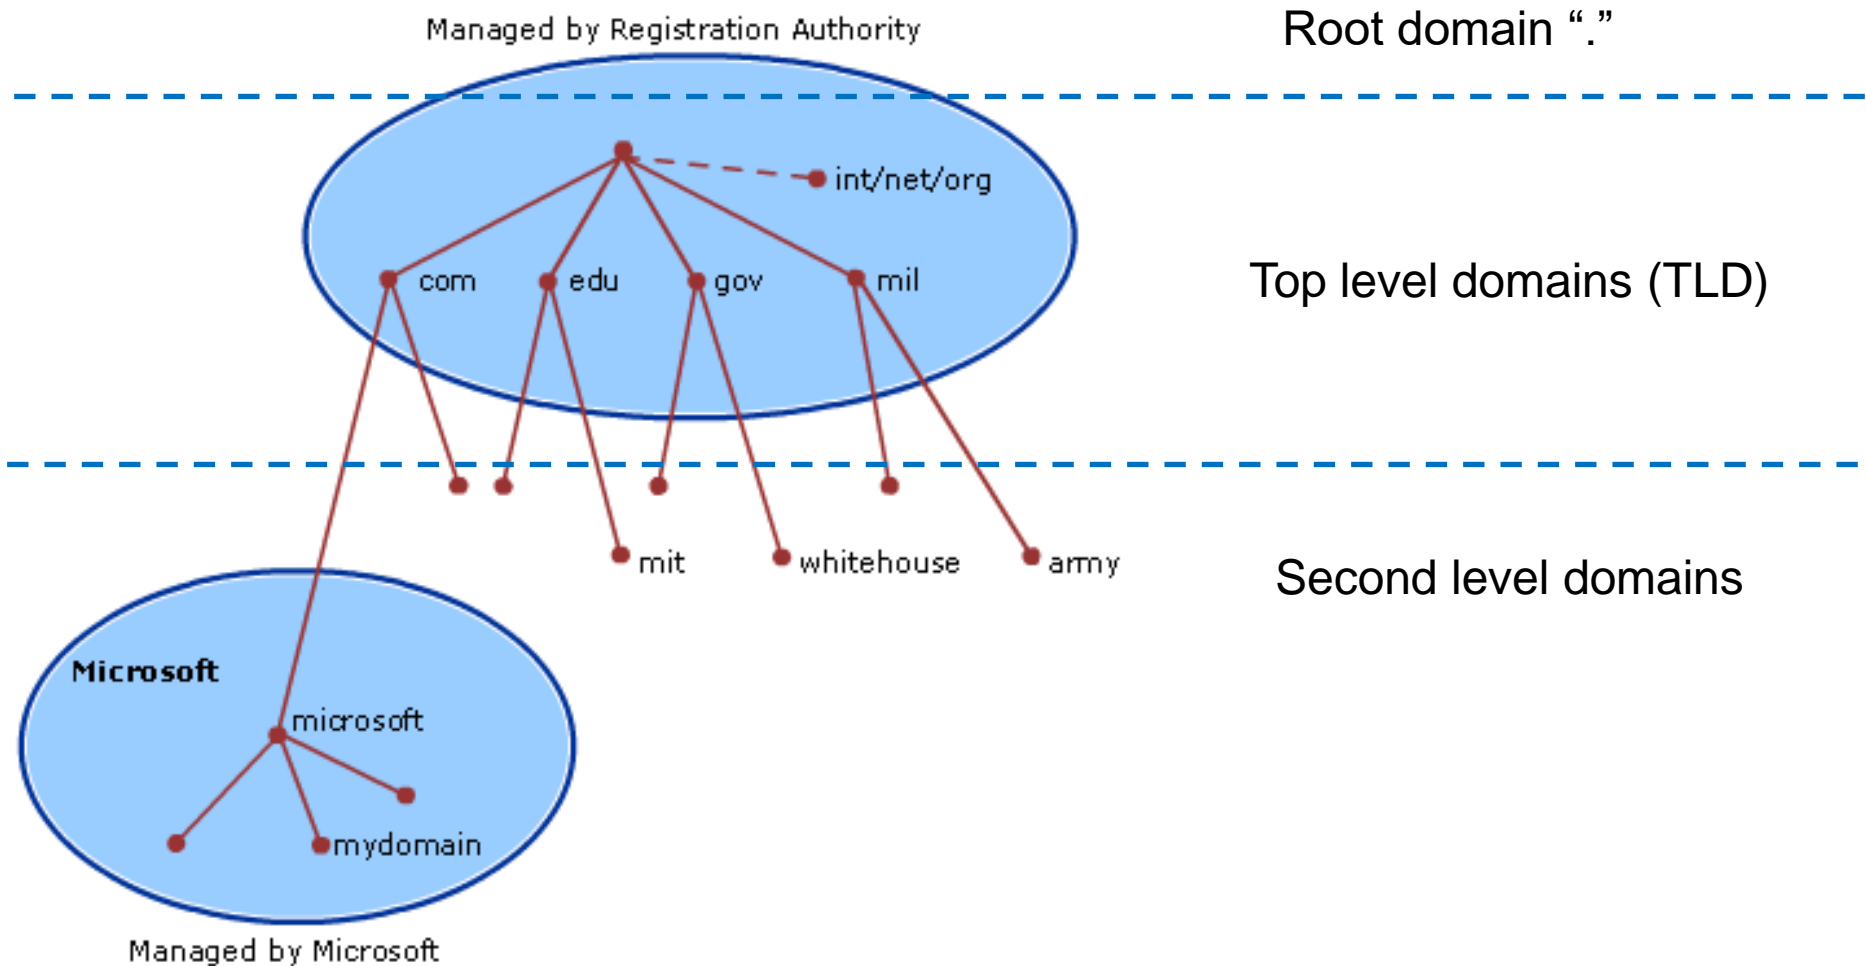 Managed by Registration Authority
Root domain “.”
int/net/org
com
edu
gov
mil
Top level domains (TLD)
mit
whitehouse
army
Second level domains
Microsoft
microsoft
mydomain
Managed by Microsoft